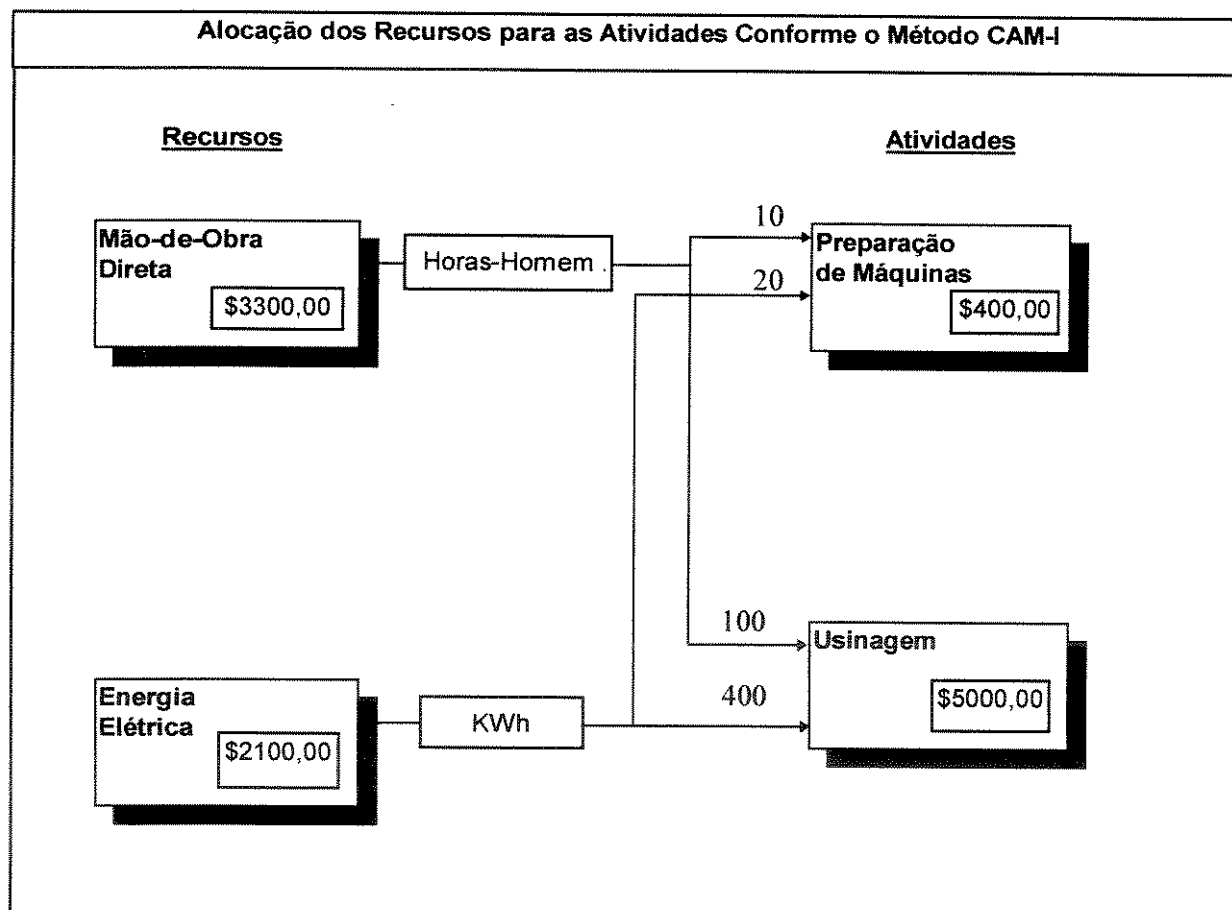 Alocação dos Recursos para as Atividades Conforme o Método CAM-I
Recursos
Atividades
Mão-de-Obra
Direta
$3300,00
Horas-Homem
10
20
Preparação
de Máquinas
$400,00
100
400
Usinagem
$5000,00
Energia
Elétrica
$2100,00
KWh